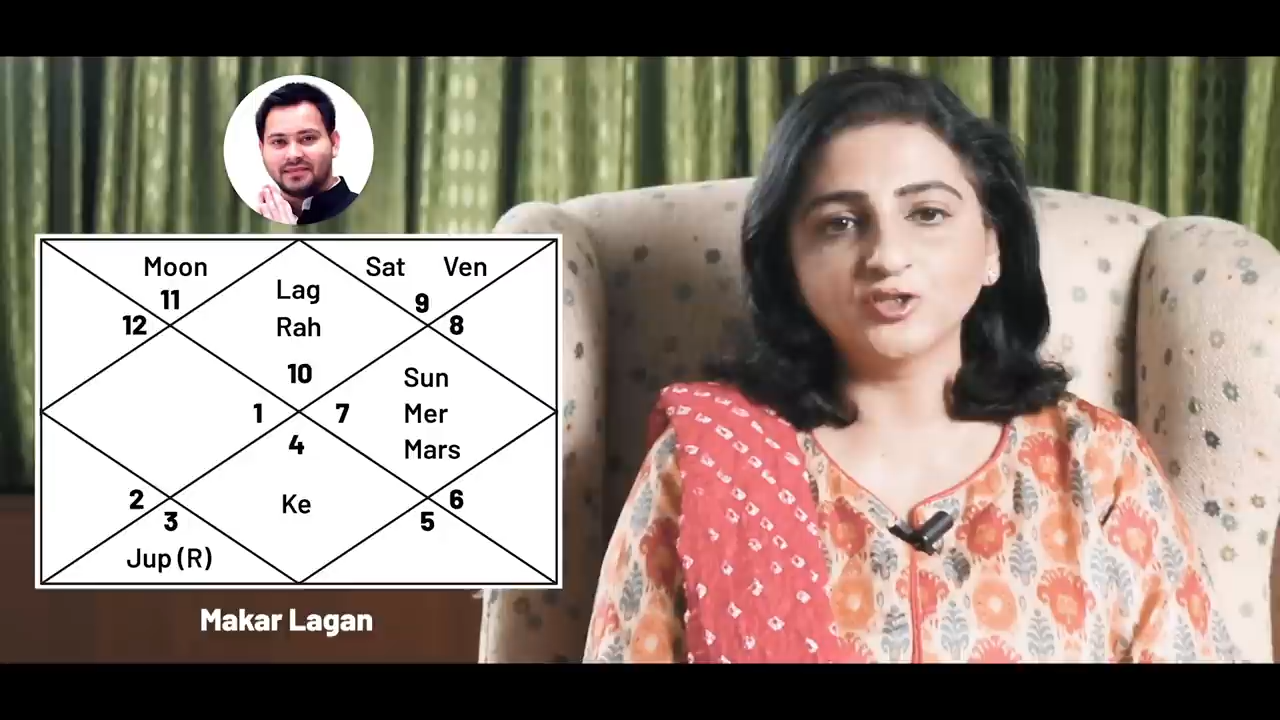 Moon
Sat Ven
11
Lag
9
12
Rah
8
10
Sun
1
7
Mer
4
Mars
2
6
3
Ke
5
Jup (R)
Makar Lagan